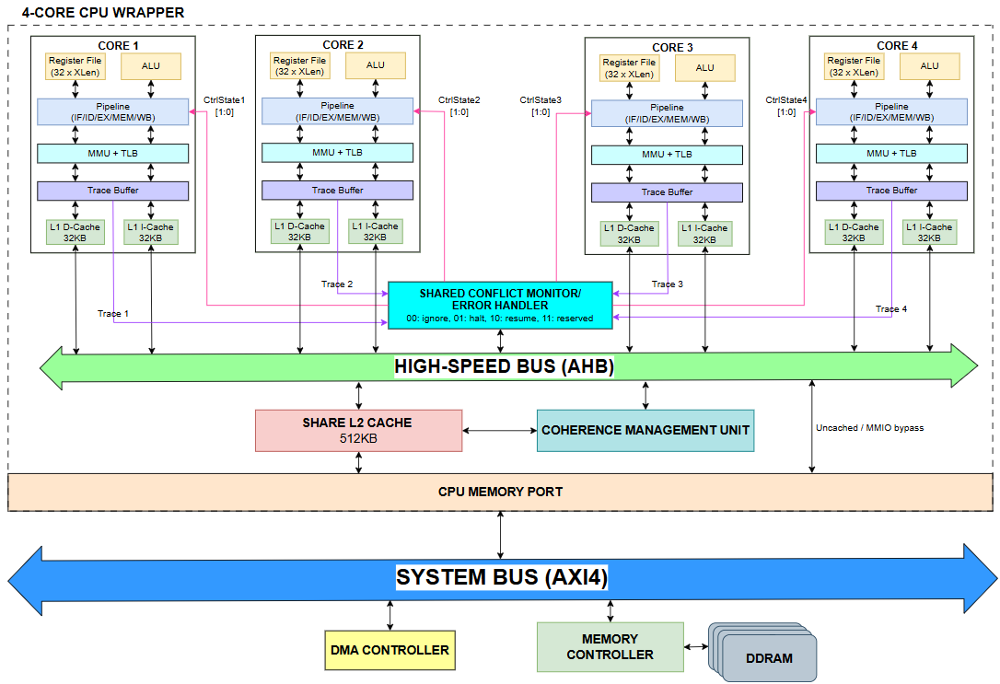 4-CORE CPU WRAPPER
CORE 1
Register File
(32 x XLen)
ALU
Pipeline
(IF/ID/EX/MEM/WB)
MMU + TLB
Trace Buffer
L1 D-Cache
32KB
L1 I-Cache
32KB
CtrlState1
[1:0]
CORE 2
Register File
(32 x XLen)
ALU
Pipeline
(IF/ID/EX/MEM/WB)
MMU + TLB
Trace Buffer
L1 D-Cache
32KB
L1 I-Cache
32KB
CtrlState2
[1:0]
CtrlState3
[1:0]
CORE 3
Register File
(32 x XLen)
ALU
Pipeline
(IF/ID/EX/MEM/WB)
MMU + TLB
Trace Buffer
L1 D-Cache
32KB
L1 I-Cache
32KB
CtrlState4
[1:0]
CORE 4
Register File
(32 x XLen)
ALU
Pipeline
(IF/ID/EX/MEM/WB)
MMU + TLB
Trace Buffer
L1 D-Cache
32KB
L1 I-Cache
32KB
Trace 1
Trace 2
Trace 3
Trace 4
SHARED CONFLICT MONITOR/
ERROR HANDLER
00: ignore, 01: halt, 10: resume, 11: reserved
HIGH-SPEED BUS (AHB)
SHARE L2 CACHE
512KB
COHERENCE MANAGEMENT UNIT
Uncached / MMIO bypass
CPU MEMORY PORT
SYSTEM BUS (AXI4)
DMA CONTROLLER
MEMORY
CONTROLLER
DDRAM